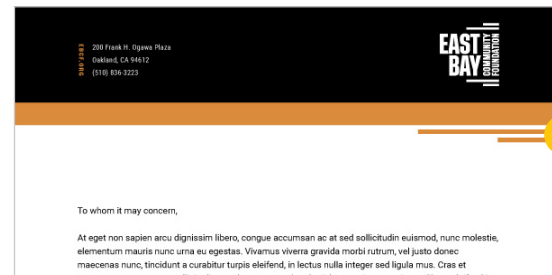 EBCF.ORG
200 Frank H. Ogawa Plaza
Oakland, CA 94612
(510) 836-3223
EAST BAY
COMMUNITY
FOUNDATION
To whom it may concern,
At eget non sapien arcu dignissim libero, congue accumsan ac at sed sollicitudin euismod, nunc molestie,
elementum mauris nunc urna eu egestas. Vivamus viverra gravida morbi rutrum, vel justo donec
maecenas nunc, tincidunt a curabitur turpis eleifend, in lectus nulla integer sed ligula mus. Cras et